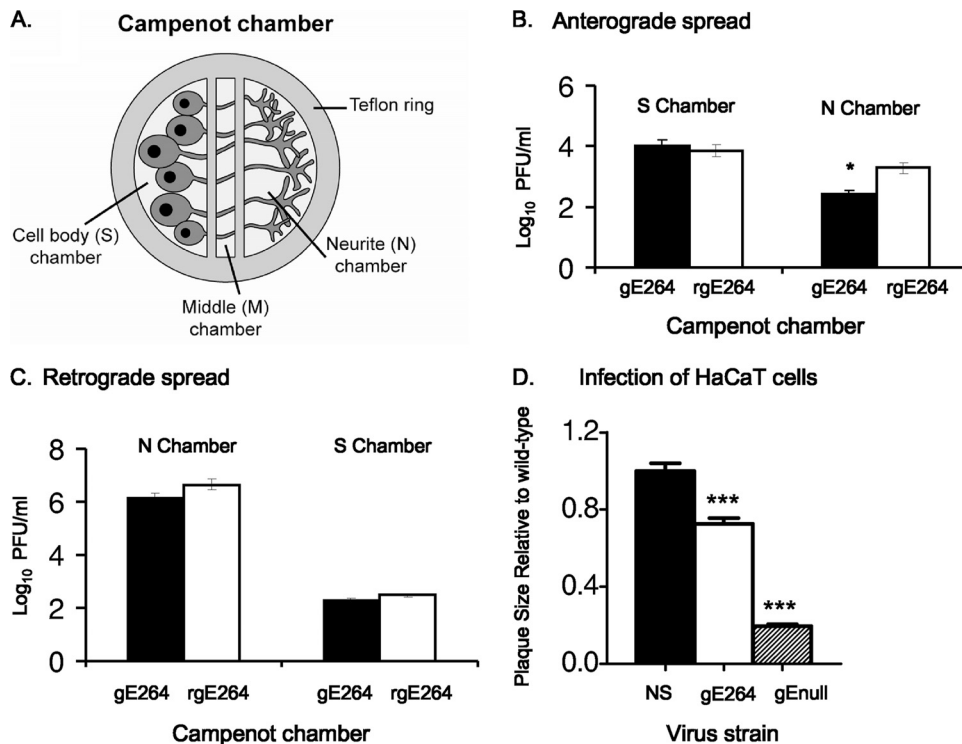 A.
Campenot chamber
Teflon ring
Cell body (S)
chamber
Neurite (N)
chamber
Middle (M)
chamber
B. Anterograde spread
S Chamber N Chamber
Log10 PFU/ml
6
4
2
0
*
gE264 rgE264 gE264 rgE264
Campenot chamber
C. Retrograde spread
N Chamber S Chamber
Log10 PFU/ml
8
6
4
2
0
gE264 rgE264 gE264 rgE264
Campenot chamber
D. Infection of HaCaT cells
Plaque Size Relative to wild-type
1.2
0.8
0.4
0.0
***
***
NS gE264 gEnull
Virus strain